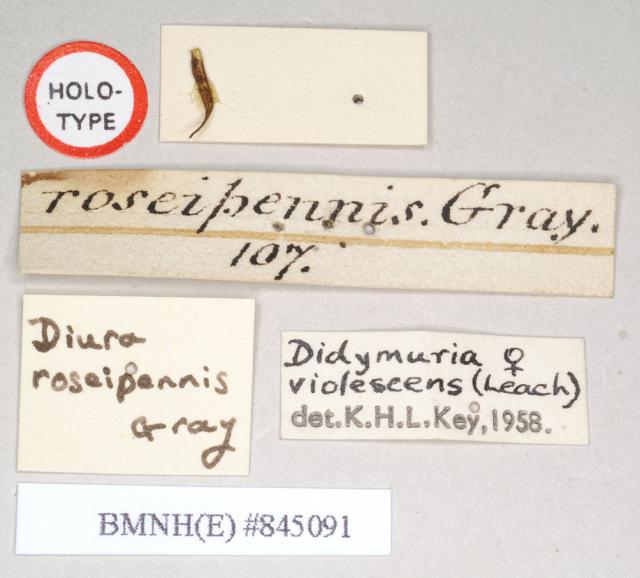 HOLO-
TYPE
roseipennis. Gray.
107.
Diura
roseipennis
Gray
Didymuria ♀
violescens (Leach)
det. K.H.L. Key, 1958.
BMNH(E) #845091